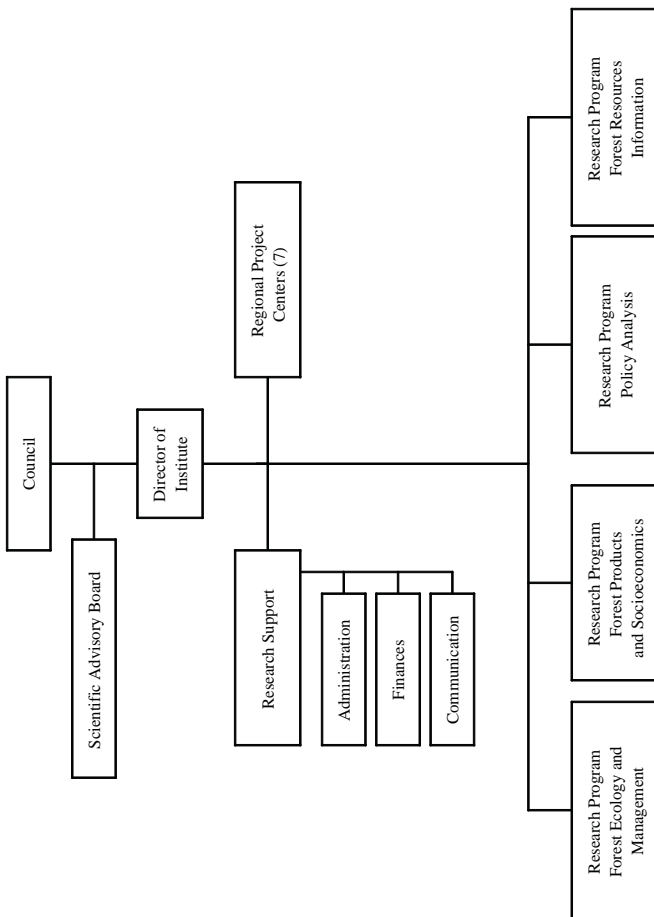 Council
Scientific Advisory Board
Director of
Institute
Research Support
Regional Project
Centers (7)
Administration
Finances
Communication
Research Program
Forest Ecology and
Management
Research Program
Forest Products
and Socioeconomics
Research Program
Policy Analysis
Research Program
Forest Resources
Information